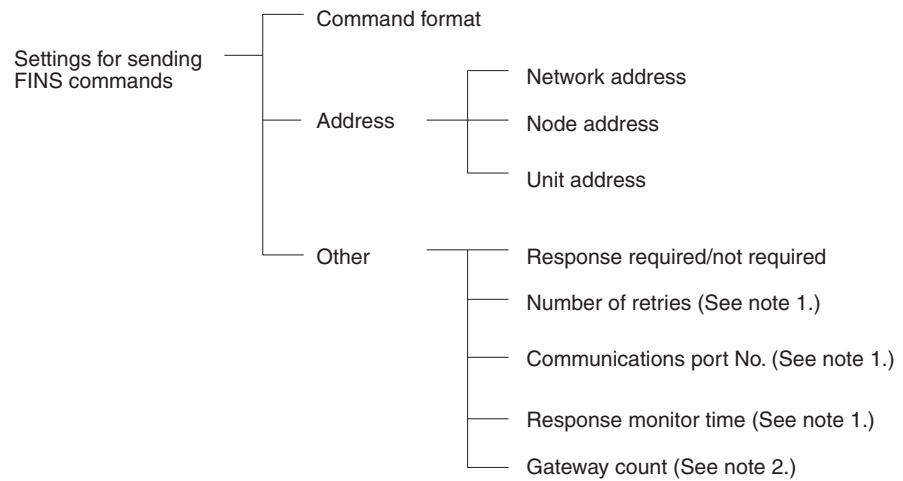 Command format
Settings for sending
FINS commands
Address
Network address
Node address
Unit address
Other
Response required/not required
Number of retries (See note 1.)
Communications port No. (See note 1.)
Response monitor time (See note 1.)
Gateway count (See note 2.)